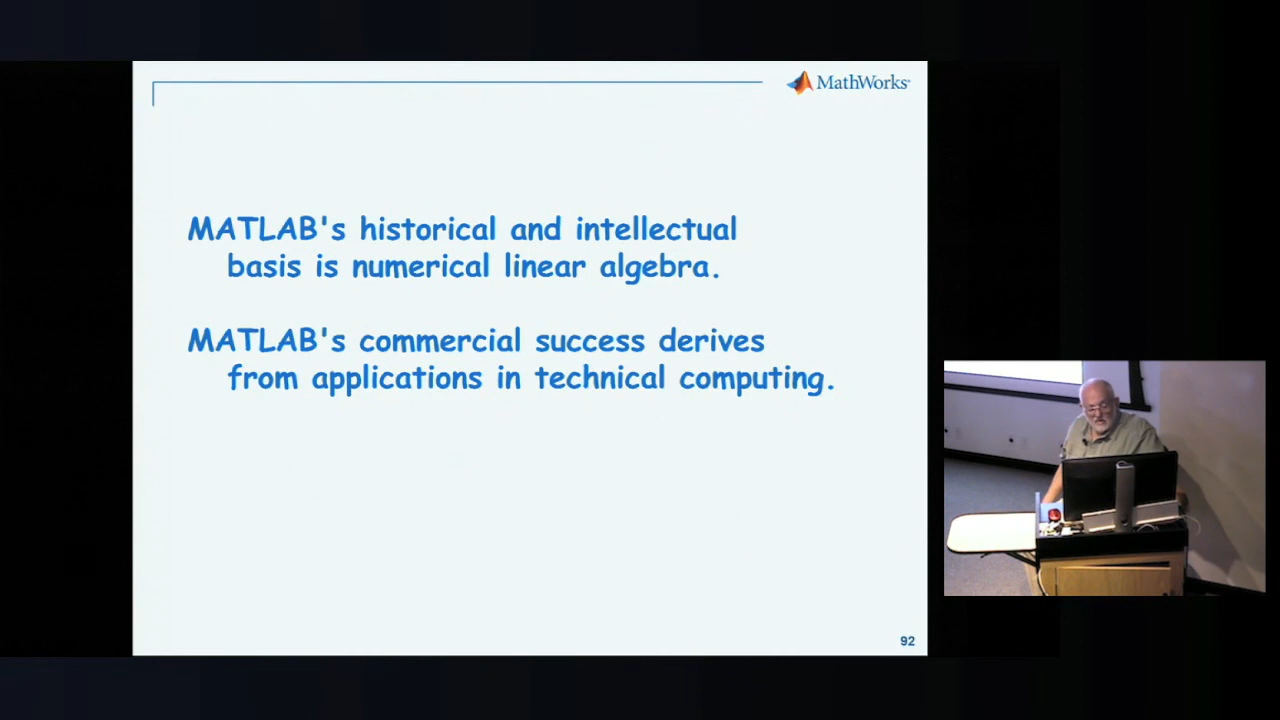 MathWorks®
MATLAB's historical and intellectual
basis is numerical linear algebra.
MATLAB's commercial success derives
from applications in technical computing.
92